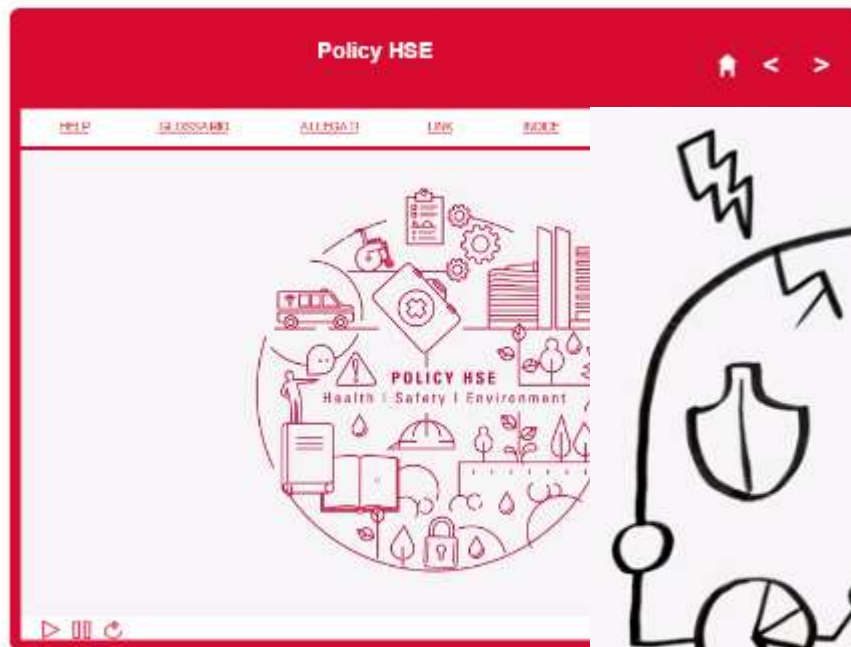 Policy HSE
HELP GLOSSARIO ALLEGATI LINK INDICE
POLICY HSE
Health | Safety | Environment